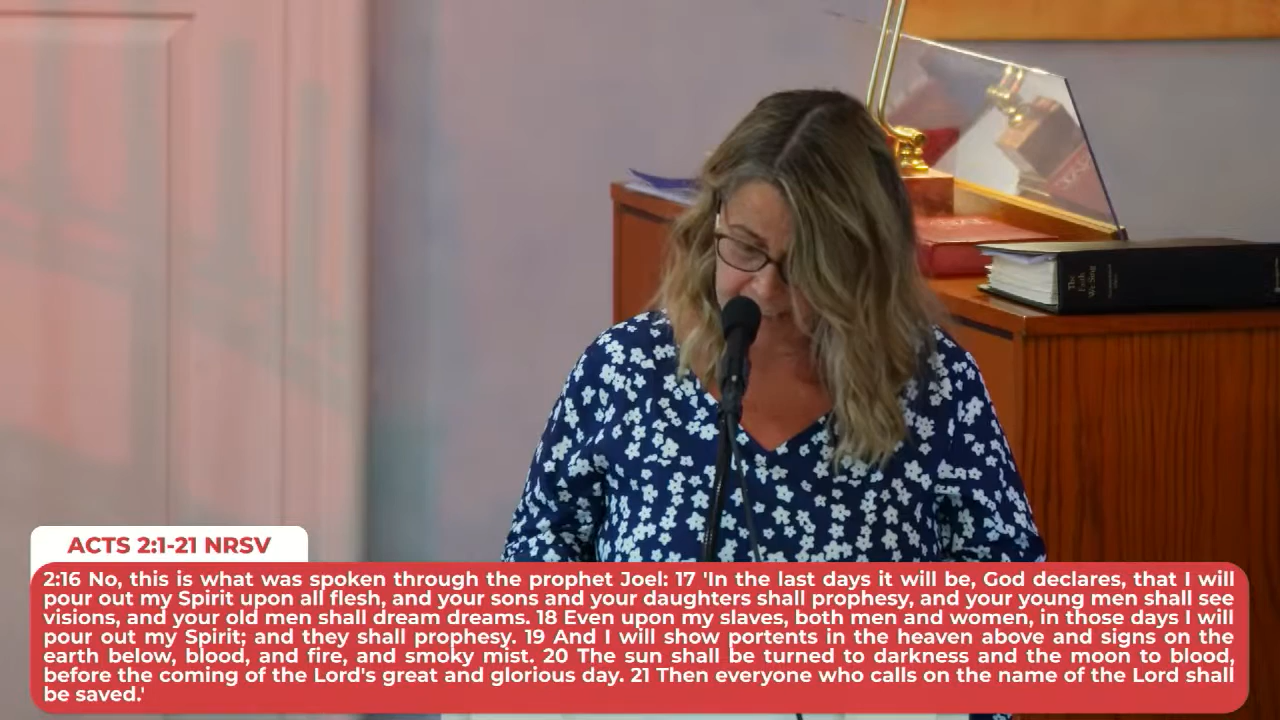 The
Faith
We Sing
ACTS 2:1-21 NRSV
2:16 No, this is what was spoken through the prophet Joel: 17 'In the last days it will be, God declares, that I will
pour out my Spirit upon all flesh, and your sons and your daughters shall prophesy, and your young men shall see
visions, and your old men shall dream dreams. 18 Even upon my slaves, both men and women, in those days I will
pour out my Spirit; and they shall prophesy. 19 And I will show portents in the heaven above and signs on the
earth below, blood, and fire, and smoky mist. 20 The sun shall be turned to darkness and the moon to blood,
before the coming of the Lord's great and glorious day. 21 Then everyone who calls on the name of the Lord shall
be saved.'